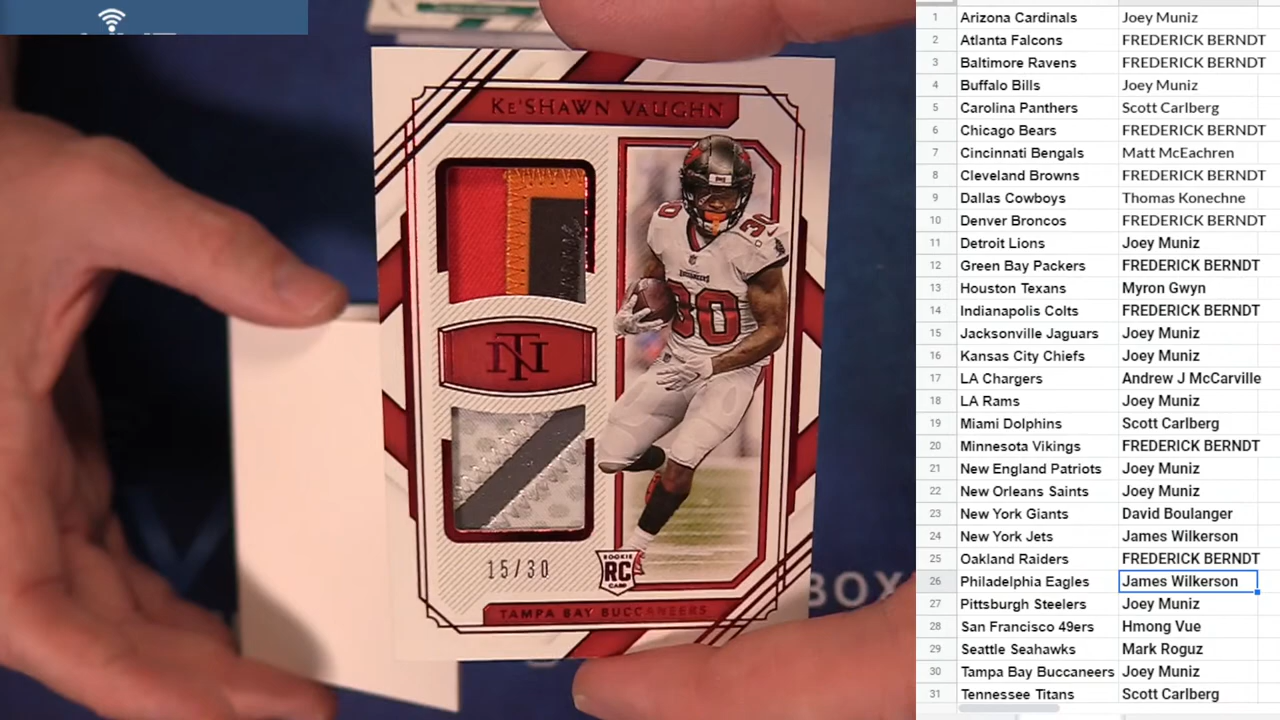 KE'SHAWN VAUGHN
30
30
BUCCANEERS
NT
15/30
ROOKIE
RC
CARD
TAMPA BAY BUCCANEERS
BOX
1 Arizona Cardinals Joey Muniz
2 Atlanta Falcons FREDERICK BERNDT
3 Baltimore Ravens FREDERICK BERNDT
4 Buffalo Bills Joey Muniz
5 Carolina Panthers Scott Carlberg
6 Chicago Bears FREDERICK BERNDT
7 Cincinnati Bengals Matt McEachren
8 Cleveland Browns FREDERICK BERNDT
9 Dallas Cowboys Thomas Konechne
10 Denver Broncos FREDERICK BERNDT
11 Detroit Lions Joey Muniz
12 Green Bay Packers FREDERICK BERNDT
13 Houston Texans Myron Gwyn
14 Indianapolis Colts FREDERICK BERNDT
15 Jacksonville Jaguars Joey Muniz
16 Kansas City Chiefs Joey Muniz
17 LA Chargers Andrew J McCarville
18 LA Rams Joey Muniz
19 Miami Dolphins Scott Carlberg
20 Minnesota Vikings FREDERICK BERNDT
21 New England Patriots Joey Muniz
22 New Orleans Saints Joey Muniz
23 New York Giants David Boulanger
24 New York Jets James Wilkerson
25 Oakland Raiders FREDERICK BERNDT
26 Philadelphia Eagles James Wilkerson
27 Pittsburgh Steelers Joey Muniz
28 San Francisco 49ers Hmong Vue
29 Seattle Seahawks Mark Roguz
30 Tampa Bay Buccaneers Joey Muniz
31 Tennessee Titans Scott Carlberg